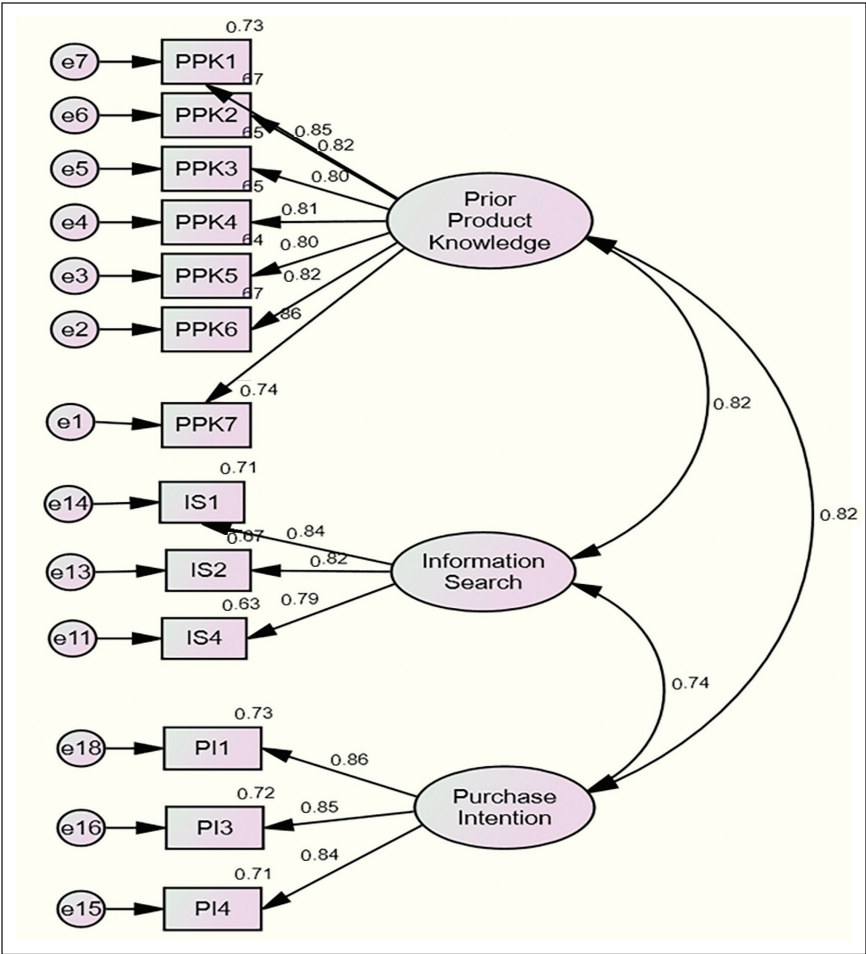 0.73
e7
PPK1
67
e6
PPK2
0.85
0.82
65
e5
PPK3
0.80
65
e4
PPK4
0.81
64
e3
PPK5
0.80
67
0.82
e2
PPK6
86
Prior
Product
Knowledge
0.74
e1
PPK7
0.82
0.71
e14
IS1
0.67
0.84
e13
IS2
0.82
0.63
e11
IS4
0.79
Information
Search
0.82
0.74
0.73
e18
PI1
0.86
0.72
e16
PI3
0.85
0.84
0.71
e15
PI4
Purchase
Intention